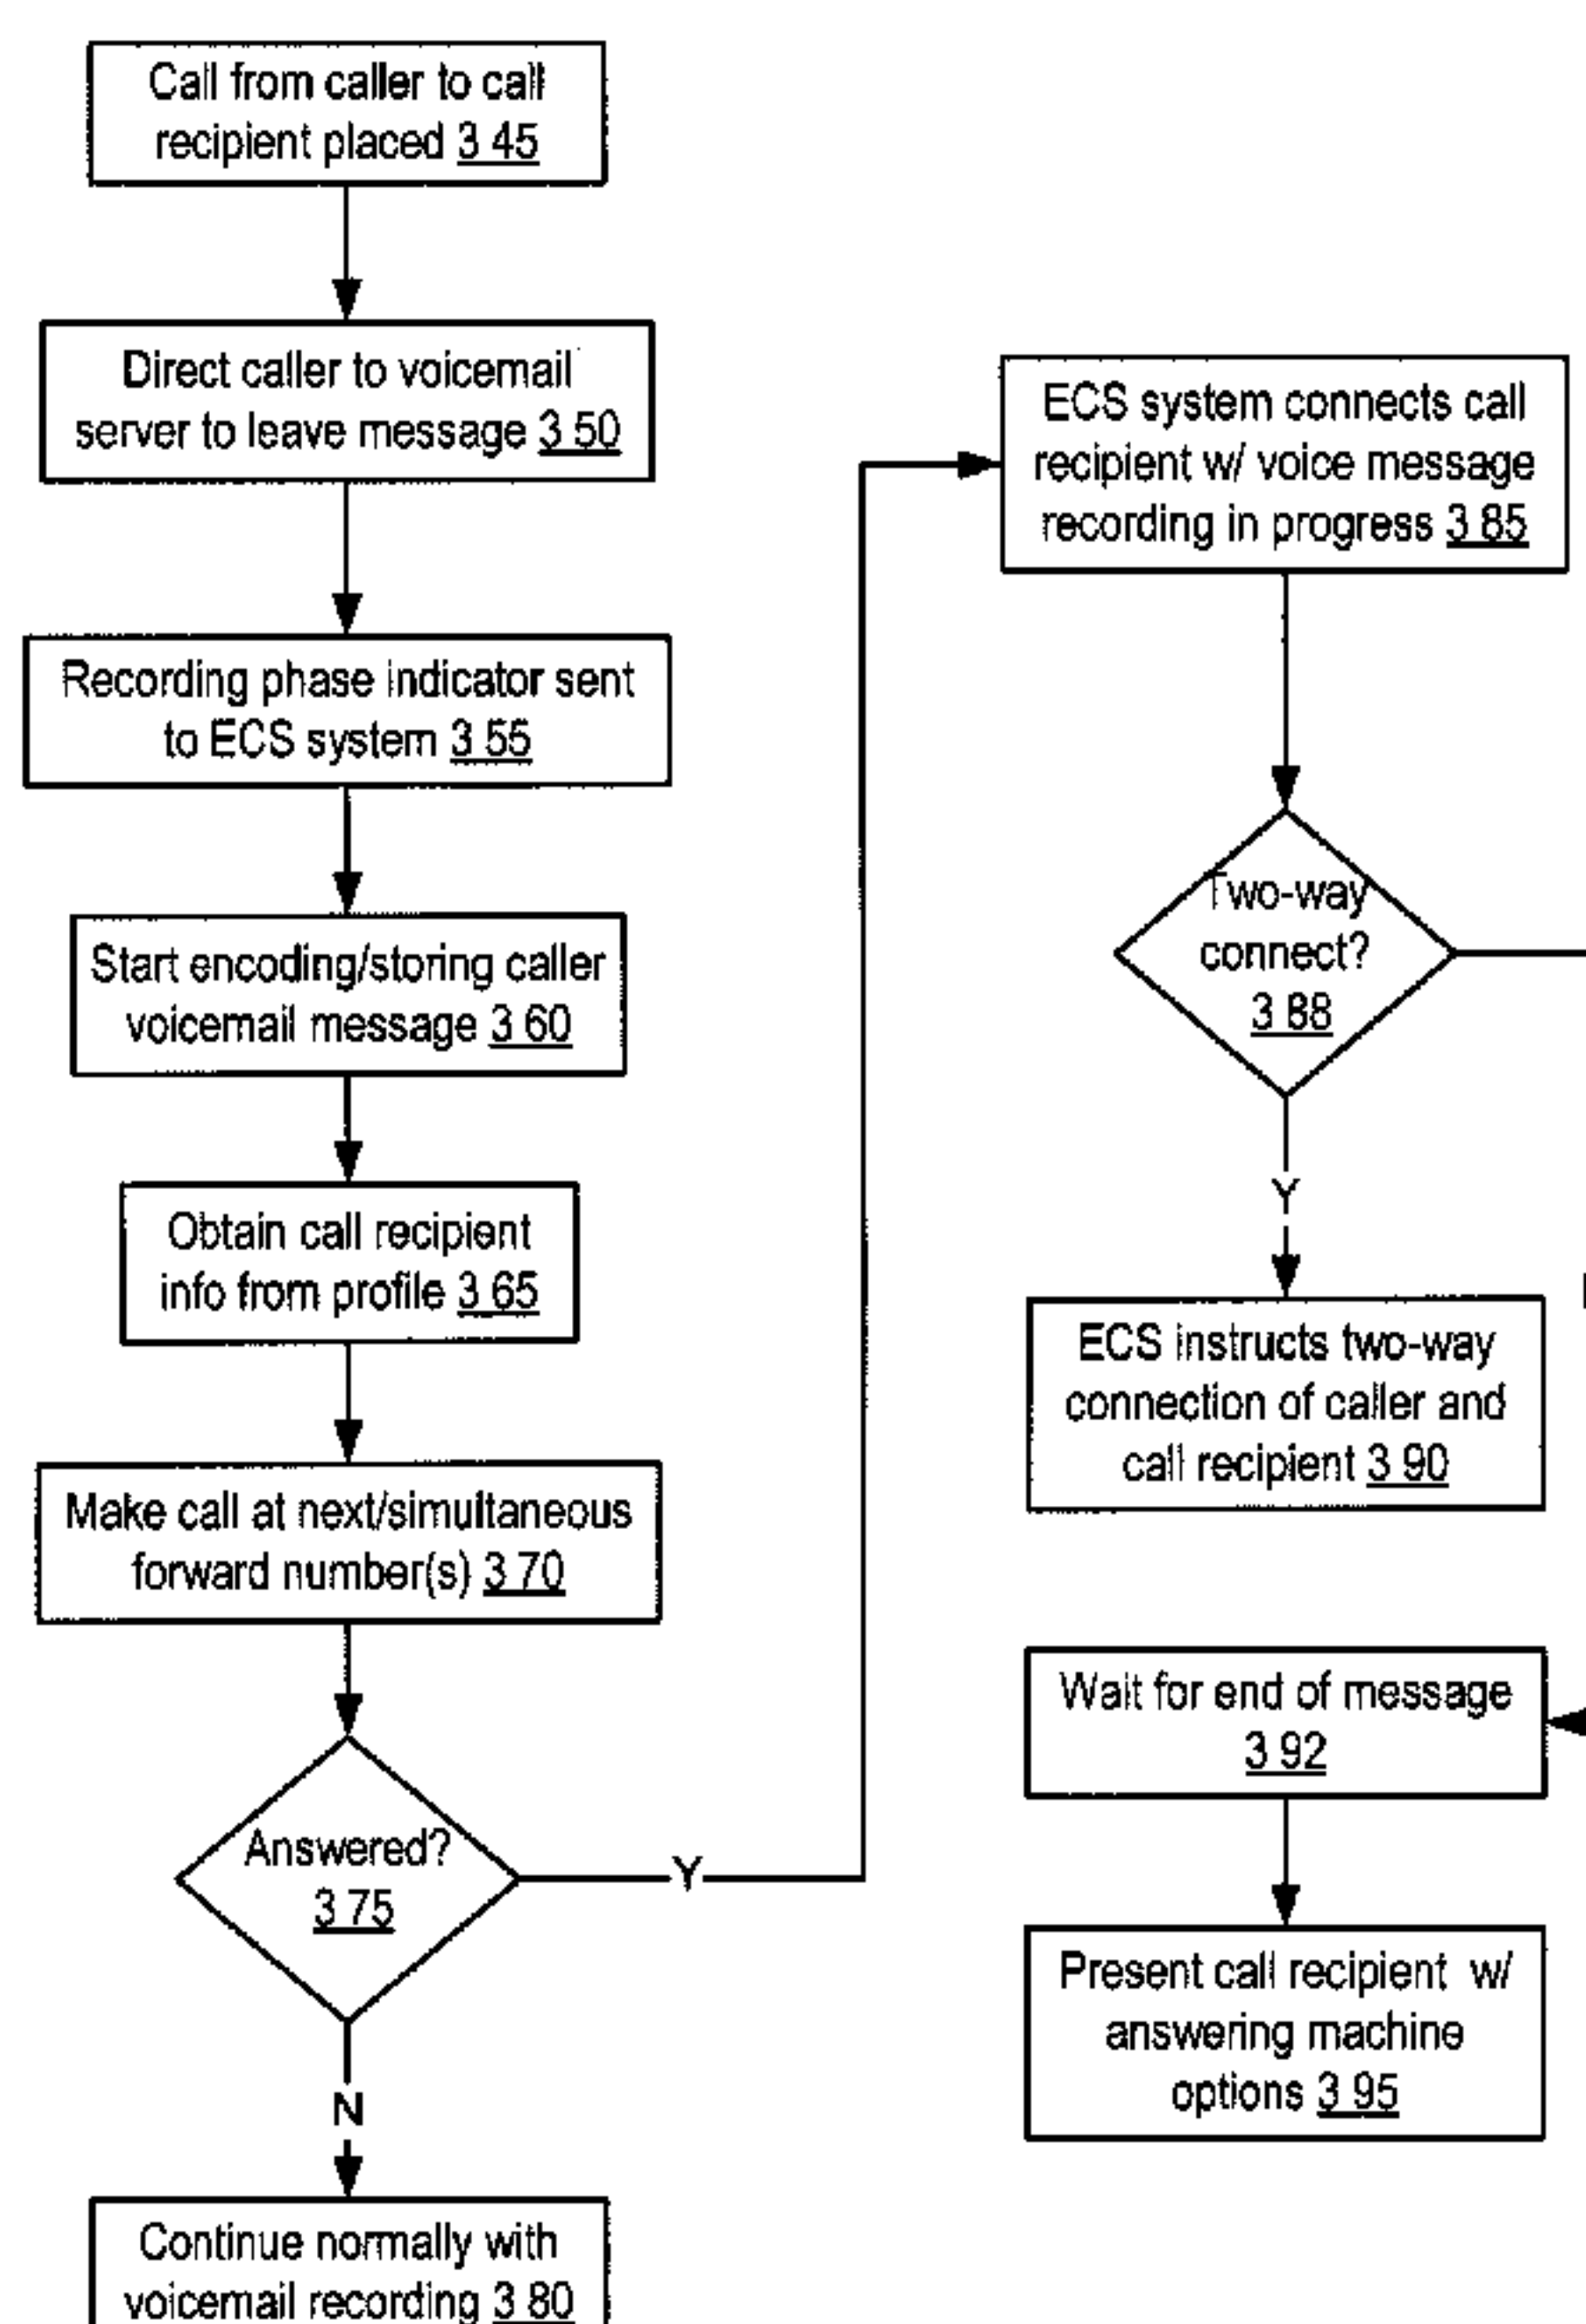 Call from caller to call
recipient placed 3 45
Direct caller to voicemail
server to leave message 3 50
Recording phase indicator sent
to ECS system 3 55
Start encoding/storing caller
voicemail message 3 60
Obtain call recipient
info from profile 3 65
Make call at next/simultaneous
forward number(s) 3 70
Answered?
3 75
Y
N
Continue normally with
voicemail recording 3 80
ECS system connects call
recipient w/ voice message
recording in progress 3 85
Two-way
connect?
3 88
Y
ECS instructs two-way
connection of caller and
call recipient 3 90
Wait for end of message
3 92
Present call recipient w/
answering machine
options 3 95